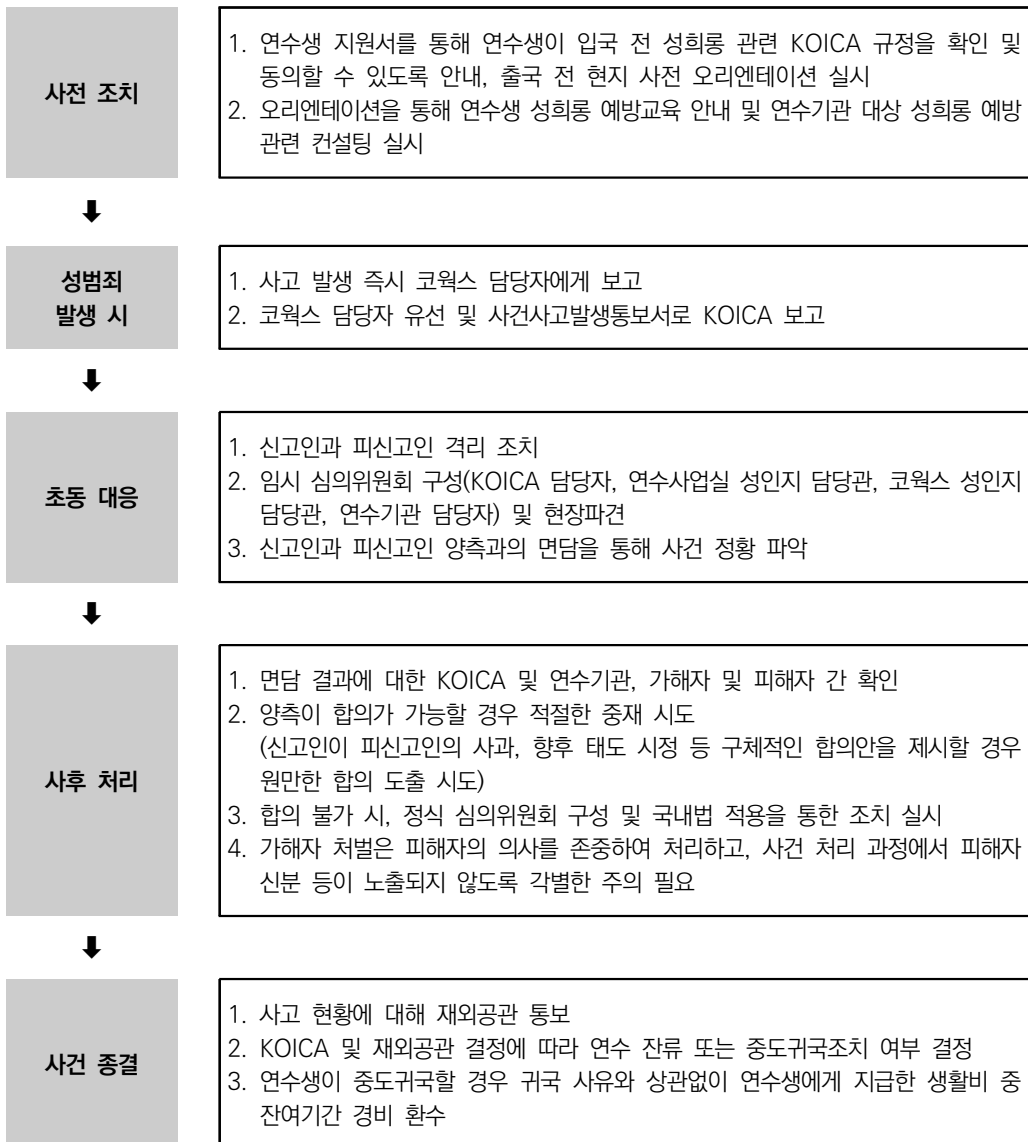 사전 조치
1. 연수생 지원서를 통해 연수생이 입국 전 성희롱 관련 KOICA 규정을 확인 및
동의할 수 있도록 안내, 출국 전 현지 사전 오리엔테이션 실시
2. 오리엔테이션을 통해 연수생 성희롱 예방교육 안내 및 연수기관 대상 성희롱 예방
관련 컨설팅 실시
성범죄
발생 시
1. 사고 발생 즉시 코웍스 담당자에게 보고
2. 코웍스 담당자 유선 및 사건사고발생통보서로 KOICA 보고
초동 대응
1. 신고인과 피신고인 격리 조치
2. 임시 심의위원회 구성(KOICA 담당자, 연수사업실 성인지 담당관, 코웍스 성인지
담당관, 연수기관 담당자) 및 현장파견
3. 신고인과 피신고인 양측과의 면담을 통해 사건 정황 파악
사후 처리
1. 면담 결과에 대한 KOICA 및 연수기관, 가해자 및 피해자 간 확인
2. 양측이 합의가 가능할 경우 적절한 중재 시도
(신고인이 피신고인의 사과, 향후 태도 시정 등 구체적인 합의안을 제시할 경우
원만한 합의 도출 시도)
3. 합의 불가 시, 정식 심의위원회 구성 및 국내법 적용을 통한 조치 실시
4. 가해자 처벌은 피해자의 의사를 존중하여 처리하고, 사건 처리 과정에서 피해자
신분 등이 노출되지 않도록 각별한 주의 필요
사건 종결
1. 사고 현황에 대해 재외공관 통보
2. KOICA 및 재외공관 결정에 따라 연수 잔류 또는 중도귀국조치 여부 결정
3. 연수생이 중도귀국할 경우 귀국 사유와 상관없이 연수생에게 지급한 생활비 중
잔여기간 경비 환수